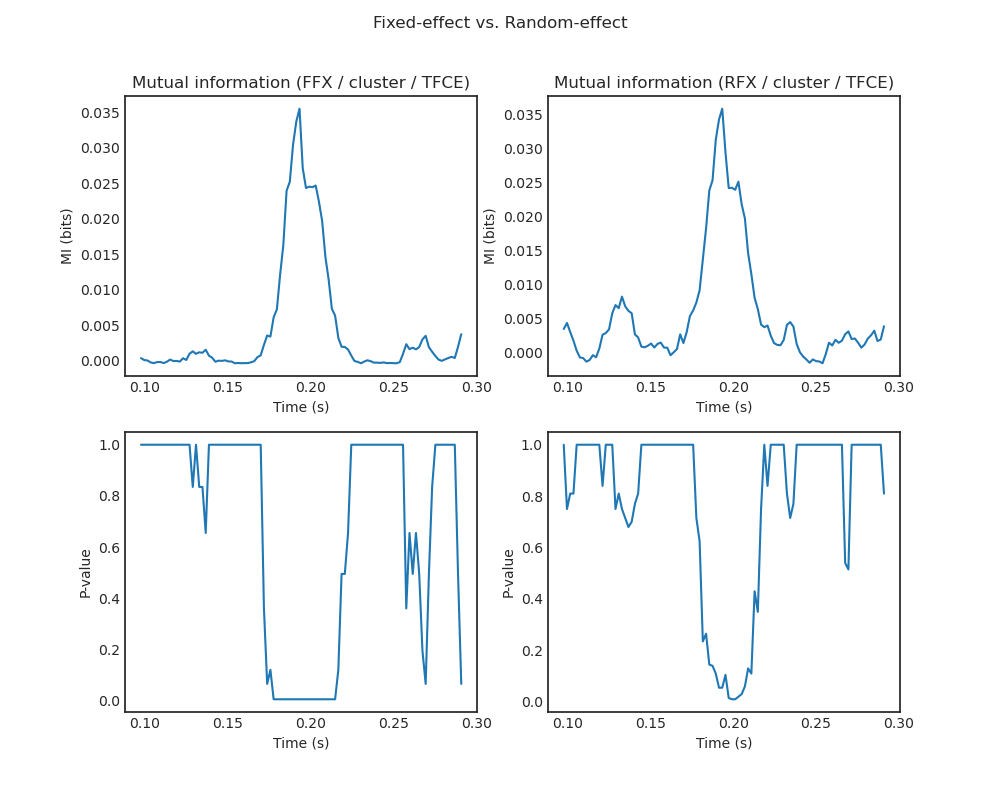 Fixed-effect vs. Random-effect
Mutual information (FFX / cluster / TFCE)
0.035
0.030
0.025
0.020
0.015
0.010
0.005
0.000
MI (bits)
0.10 0.15 0.20 0.25 0.30
Time (s)
Mutual information (RFX / cluster / TFCE)
0.035
0.030
0.025
0.020
0.015
0.010
0.005
0.000
MI (bits)
0.10 0.15 0.20 0.25 0.30
Time (s)
1.0
0.8
0.6
0.4
0.2
0.0
P-value
0.10 0.15 0.20 0.25 0.30
Time (s)
1.0
0.8
0.6
0.4
0.2
0.0
P-value
0.10 0.15 0.20 0.25 0.30
Time (s)